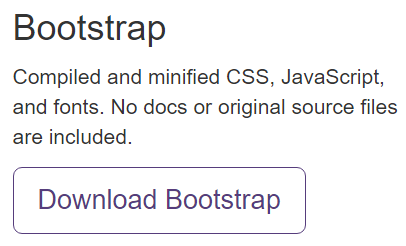 Bootstrap
Compiled and minified CSS, JavaScript,
and fonts. No docs or original source files
are included.
Download Bootstrap